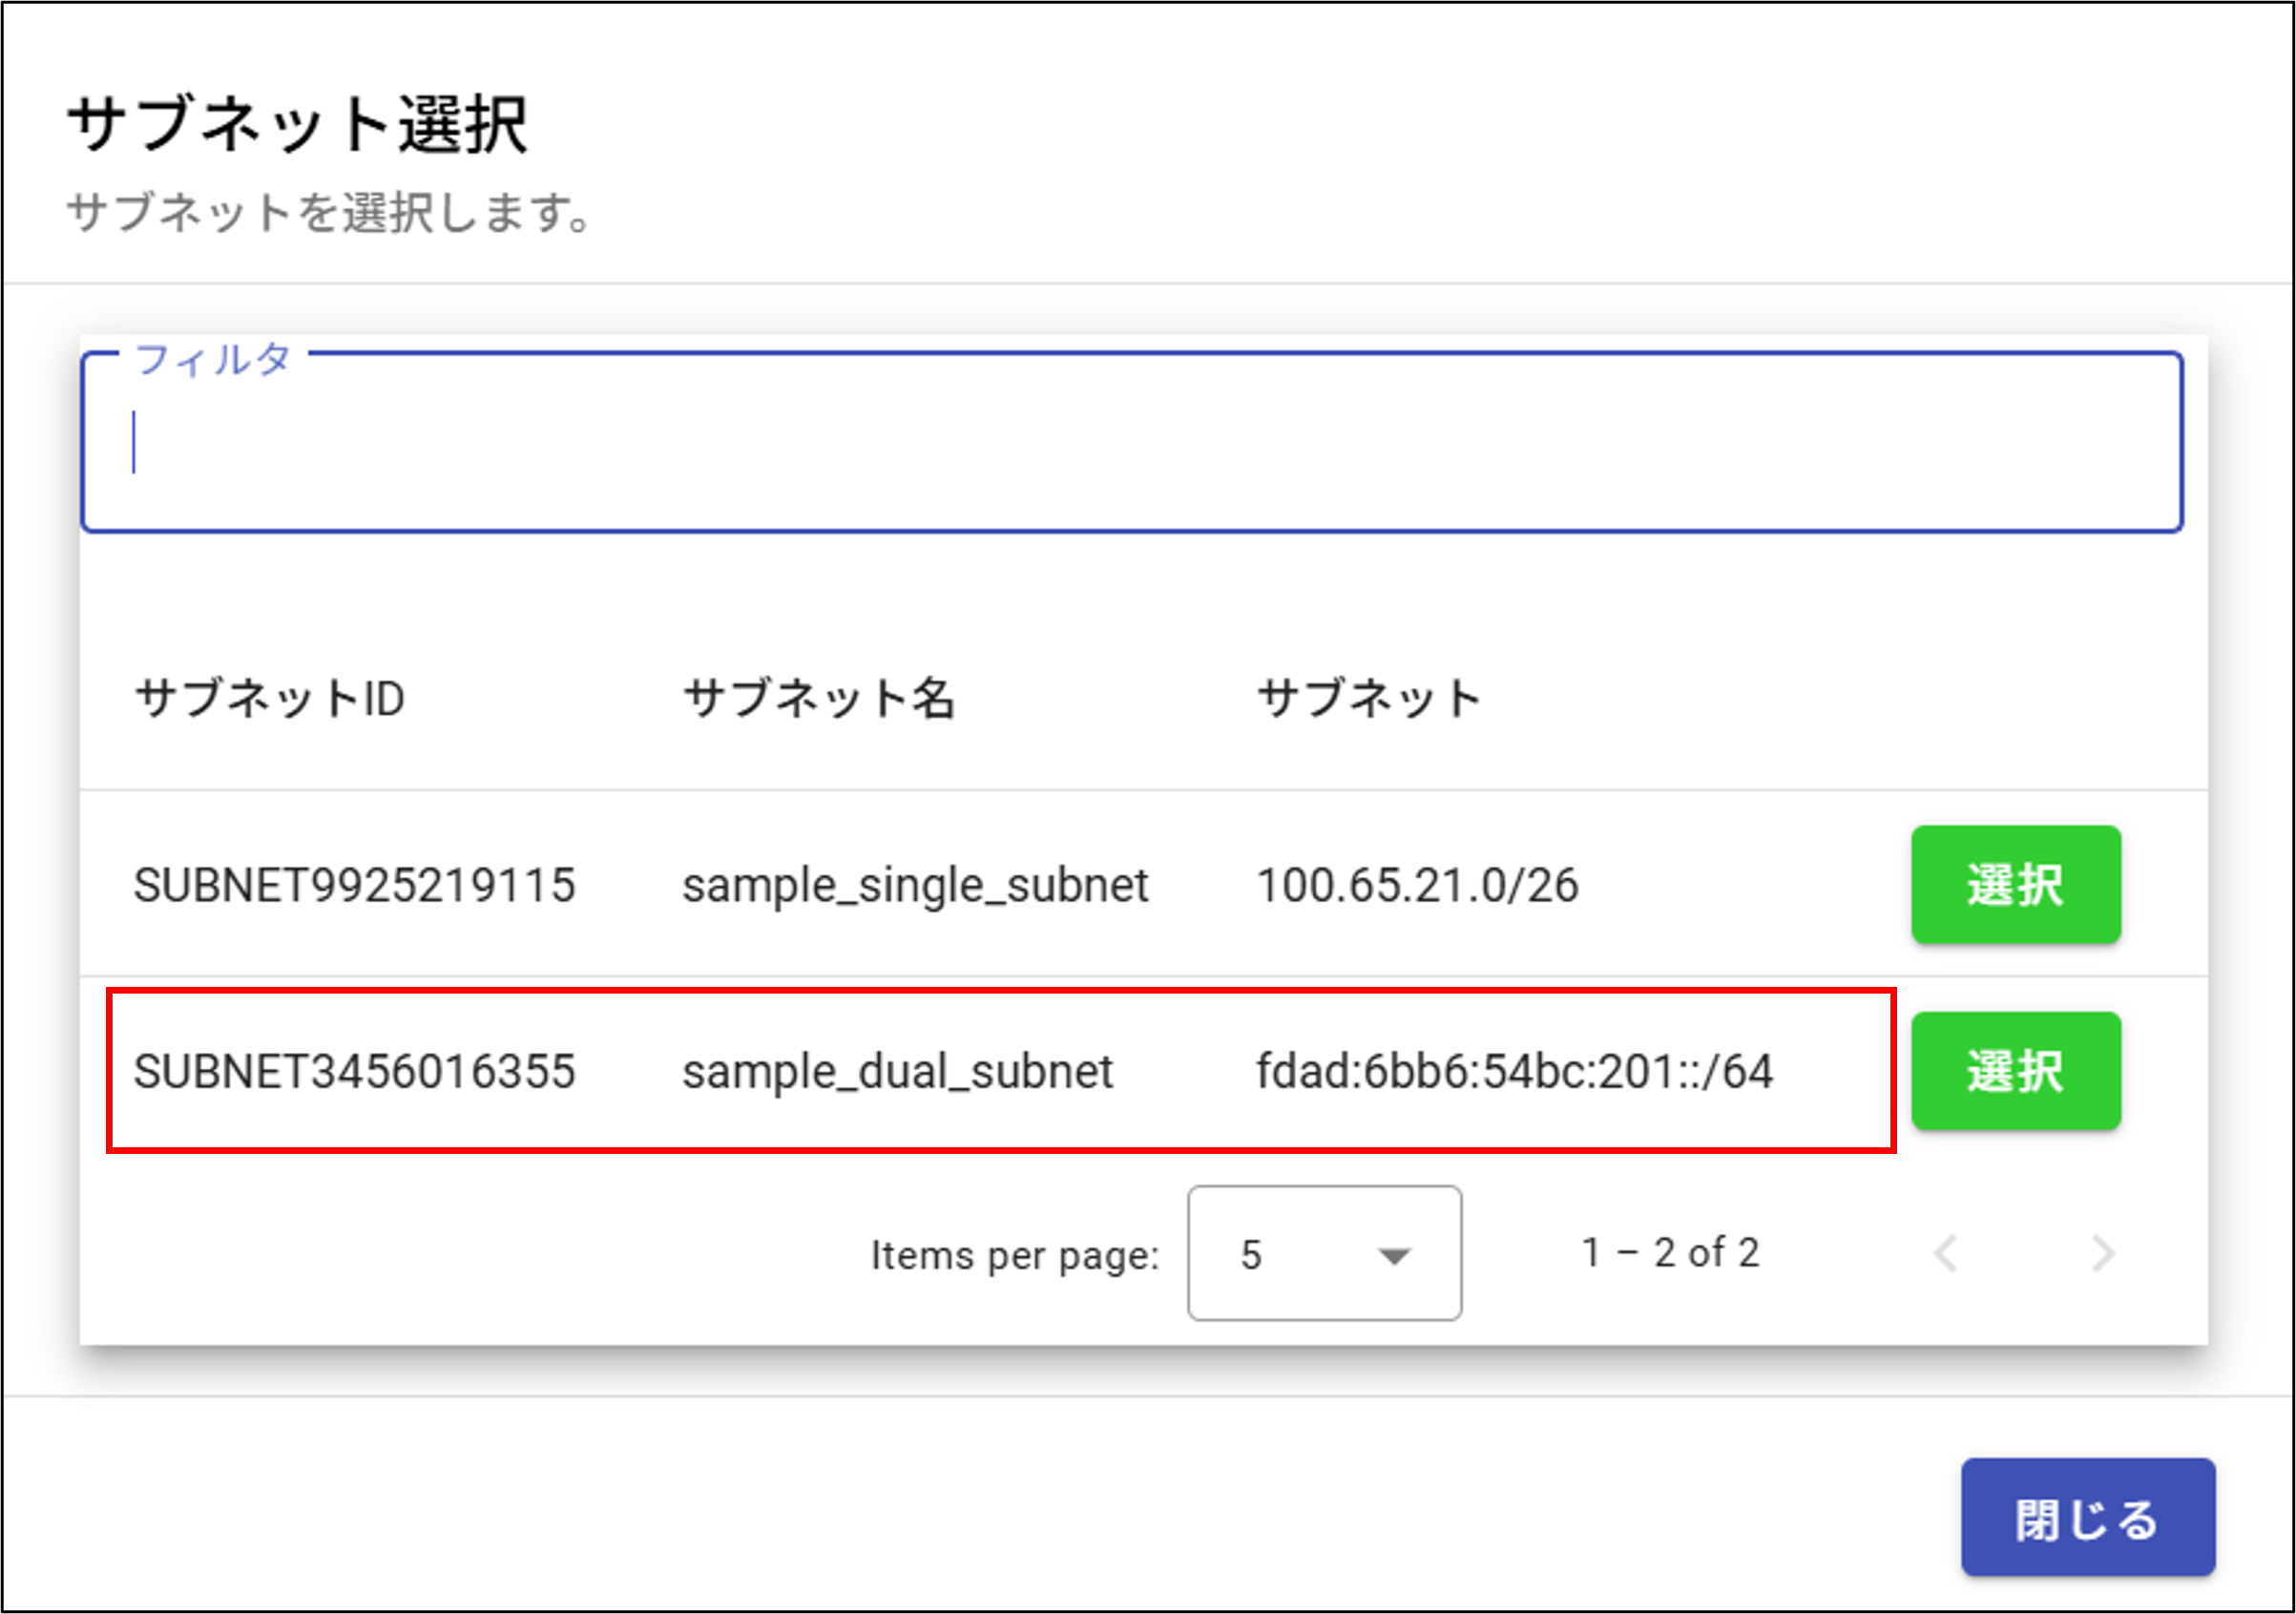 サブネット選択
サブネットを選択します。
フィルタ
サブネットID サブネット名 サブネット
SUBNET9925219115 sample_single_subnet 100.65.21.0/26 選択
SUBNET3456016355 sample_dual_subnet fdad:6bb6:54bc:201::/64 選択
Items per page: 5 1 – 2 of 2
閉じる